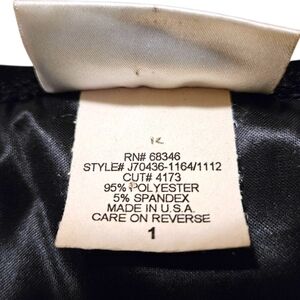 RN# 68346
STYLE# J70436-1164/1112
CUT# 4173
95% POLYESTER
5% SPANDEX
MADE IN U.S.A.
CARE ON REVERSE
1